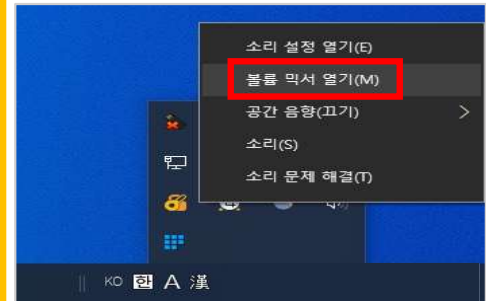 소리 설정 열기(E)
볼륨 믹서 열기(M)
공간 음향(끄기)
소리(S)
소리 문제 해결(T)
KO 한 A 漢